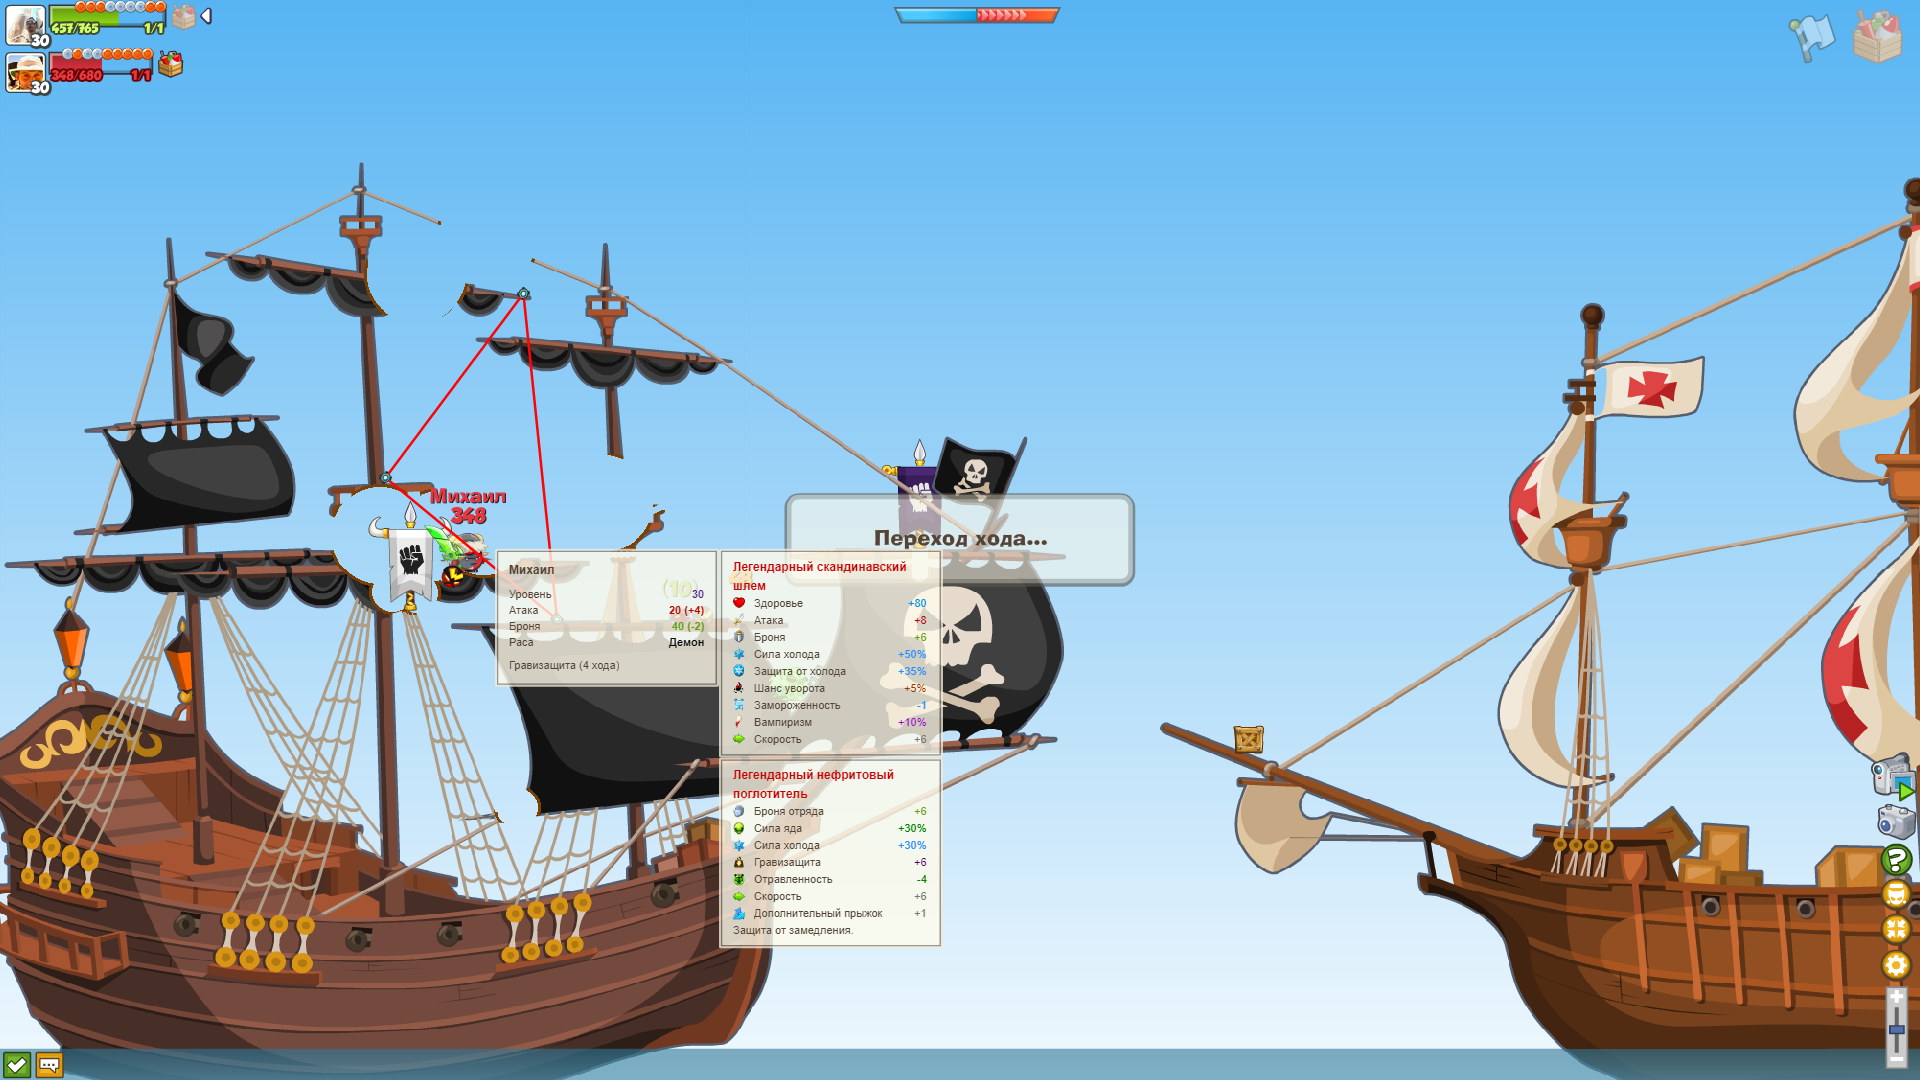 457/765
1/1
30
348/680
1/1
30
Михаил
348
Переход хода...
Михаил
Уровень 30
Атака 20 (+4)
Броня 40 (-2)
Раса Демон
Гравизащита (4 хода)
(10)
Легендарный скандинавский
шлем
Здоровье +80
Атака +8
Броня +6
Сила холода +50%
Защита от холода +35%
Шанс уворота +5%
Замороженность -1
Вампиризм +10%
Скорость +6
Легендарный нефритовый
поглотитель
Броня отряда +6
Сила яда +30%
Сила холода +30%
Гравизащита +6
Отравленность -4
Скорость +6
Дополнительный прыжок +1
Защита от замедления.